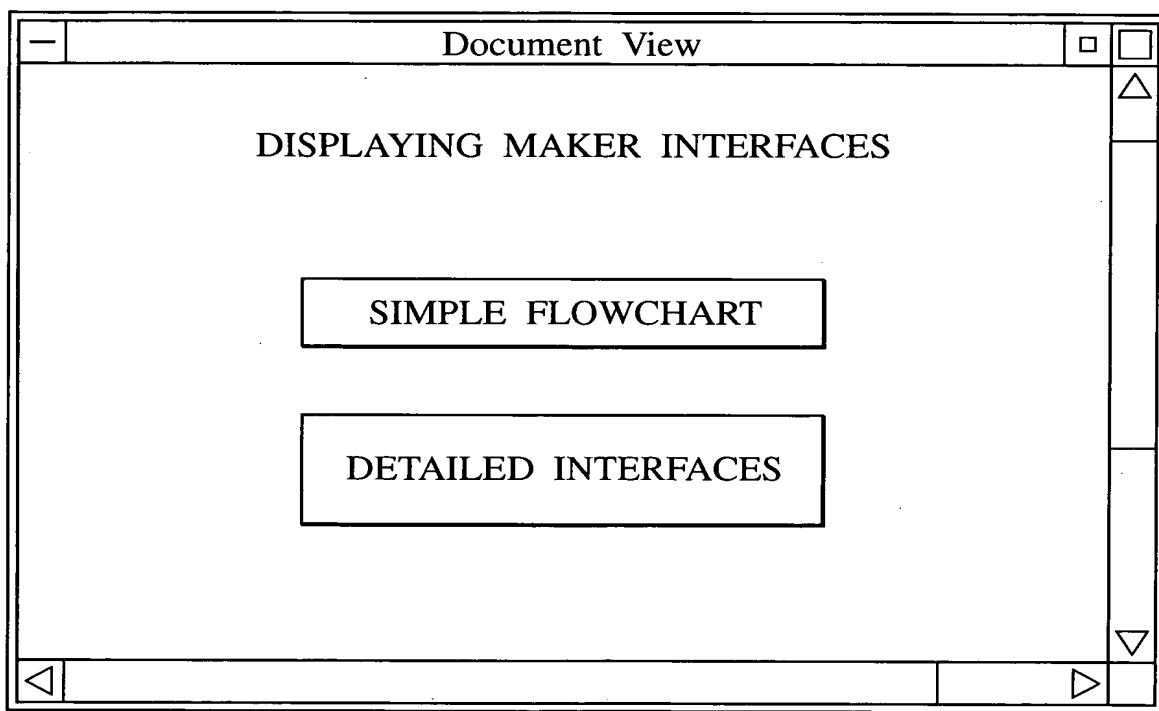 Document View
DISPLAYING MAKER INTERFACES
SIMPLE FLOWCHART
DETAILED INTERFACES